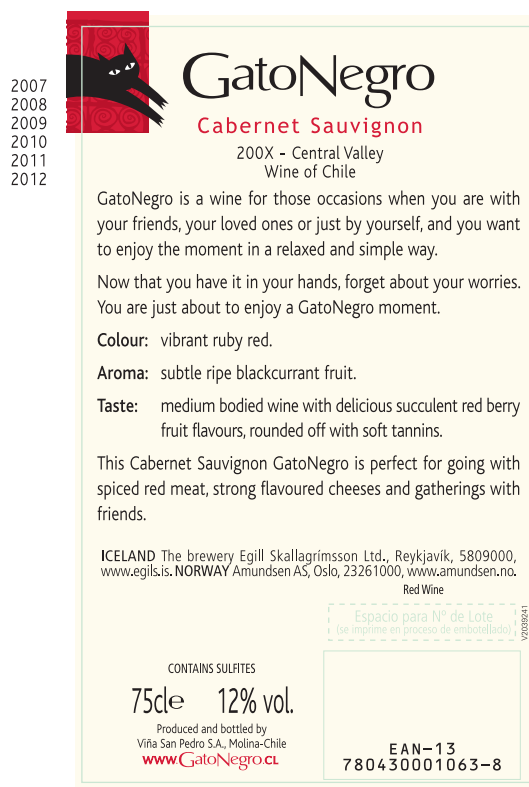 2007
2008
2009
2010
2011
2012
GatoNegro
Cabernet Sauvignon
200X - Central Valley
Wine of Chile
GatoNegro is a wine for those occasions when you are with
your friends, your loved ones or just by yourself, and you want
to enjoy the moment in a relaxed and simple way.
Now that you have it in your hands, forget about your worries.
You are just about to enjoy a GatoNegro moment.
Colour: vibrant ruby red.
Aroma: subtle ripe blackcurrant fruit.
Taste: medium bodied wine with delicious succulent red berry
fruit flavours, rounded off with soft tannins.
This Cabernet Sauvignon GatoNegro is perfect for going with
spiced red meat, strong flavoured cheeses and gatherings with
friends.
ICELAND The brewery Egill Skallagrímsson Ltd., Reykjavík, 5809000,
www.egils.is. NORWAY Amundsen AS, Oslo, 23261000, www.amundsen.no.
Red Wine
Espacio para Nº de Lote
(se imprime en proceso de embotellado)
V2039241
CONTAINS SULFITES
75cl℮ 12% vol.
Produced and bottled by
Viña San Pedro S.A., Molina-Chile
www.GatoNegro.CL
EAN-13
780430001063-8